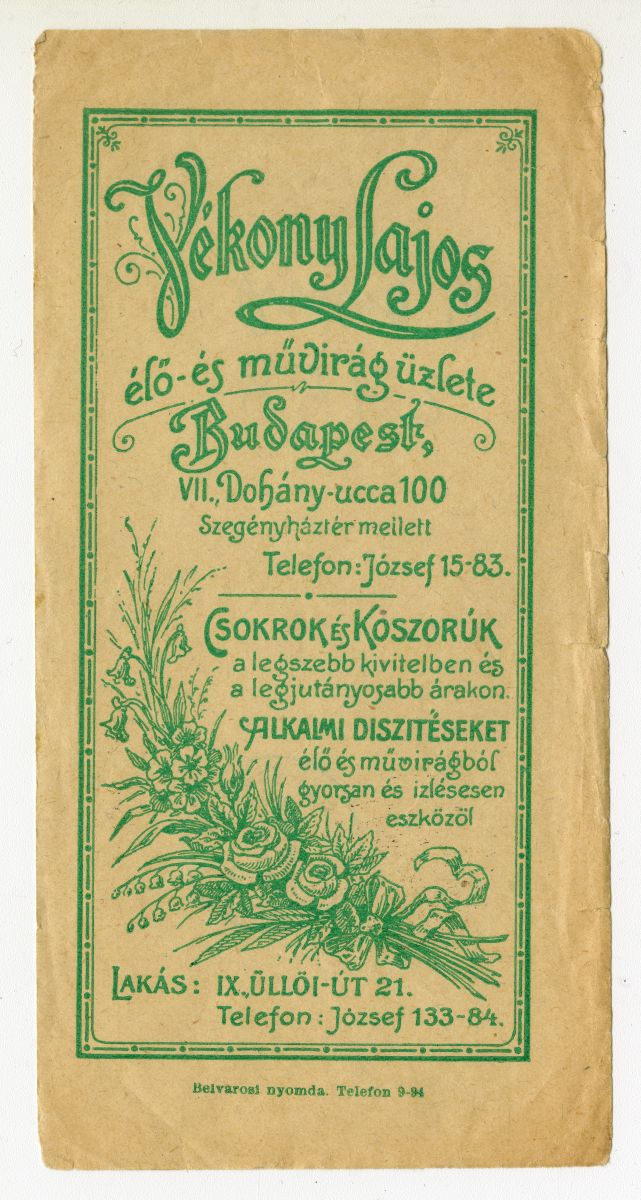 Vékony Lajos
élő- és művirág üzlete
Budapest,
VII., Dohány-ucca 100
Szegényháztér mellett
Telefon: József 15-83.
CSOKROK ÉS KOSZORÚK
a legszebb kivitelben és
a legjutányosabb árakon.
ALKALMI DISZITÉSEKET
élő és művirágból
gyorsan és izlésesen
eszközöl
LAKÁS: IX., ÜLLŐI-ÚT 21.
Telefon: József 133-84.
Belvarosi nyomda. Telefon 9-94